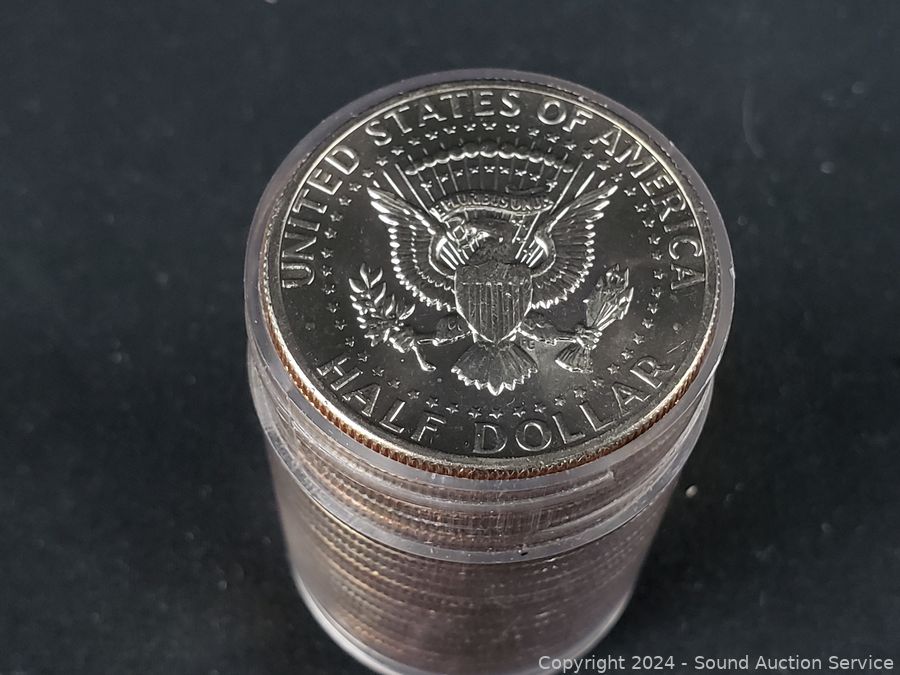 UNITED STATES OF AMERICA
E PLURIBUS UNUM
HALF DOLLAR
Copyright 2024 - Sound Auction Service